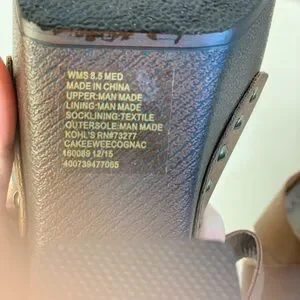 WMS 8.5 MED
MADE IN CHINA
UPPER:MAN MADE
LINING:MAN MADE
SOCKLINING:TEXTILE
OUTERSOLE:MAN MADE
KOHL'S RN#73277
CAKEEWEECOGNAC
160089 12/15
400739477065